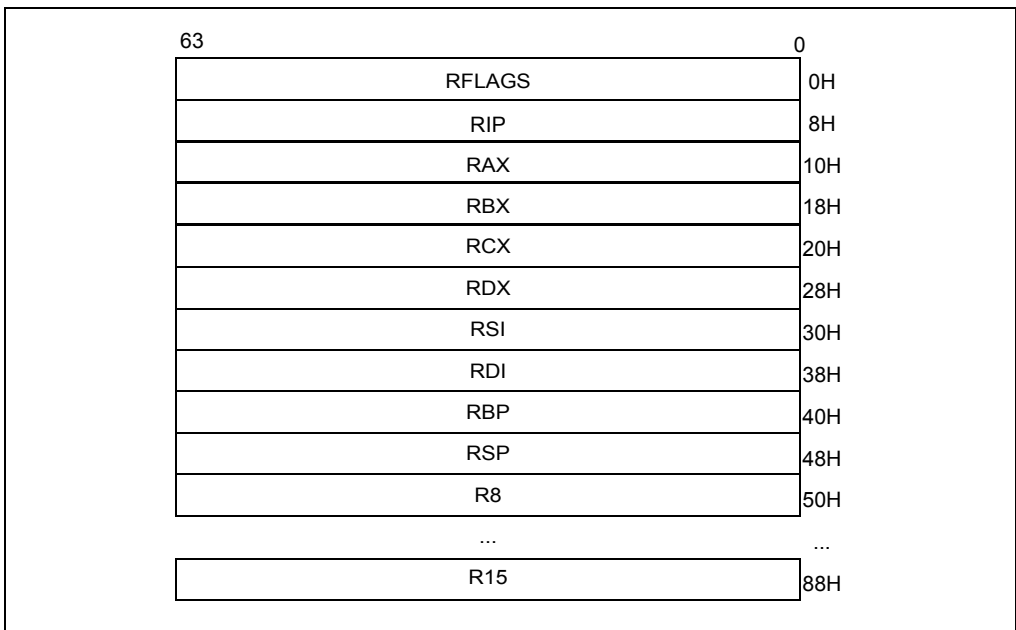 63 0
RFLAGS 0H
RIP 8H
RAX 10H
RBX 18H
RCX 20H
RDX 28H
RSI 30H
RDI 38H
RBP 40H
RSP 48H
R8 50H
... ...
R15 88H